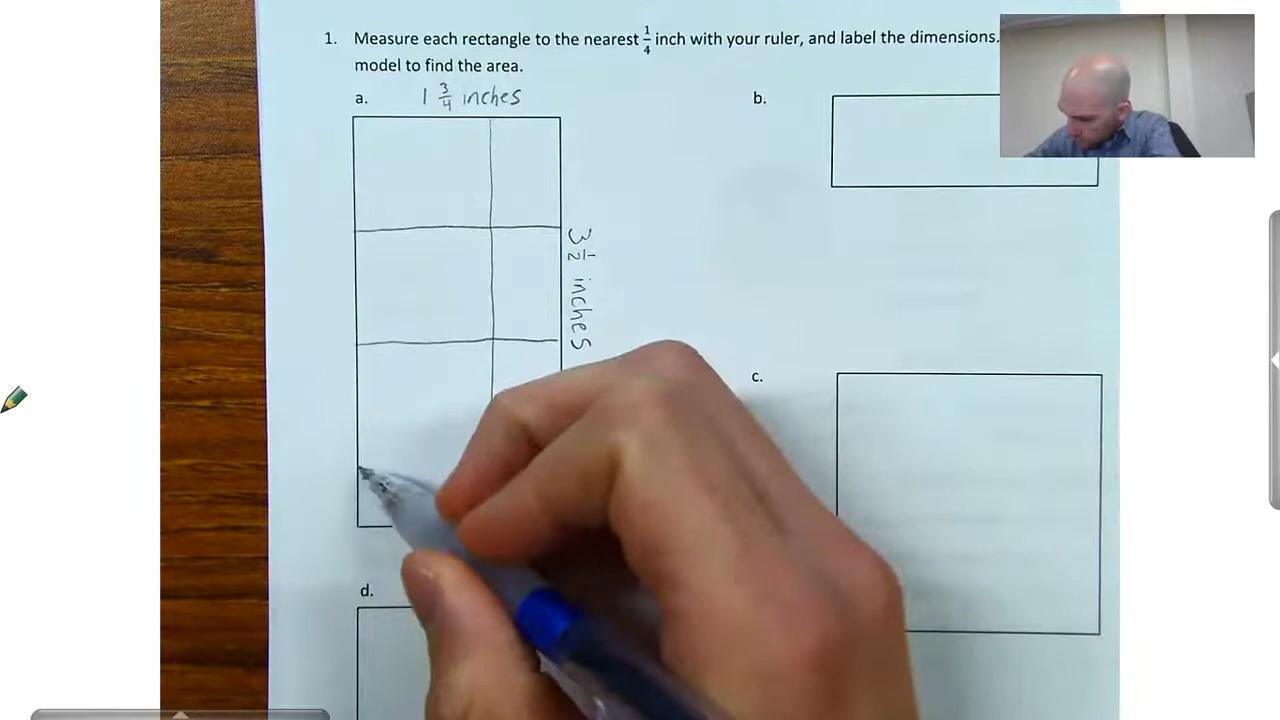 1. Measure each rectangle to the nearest 1/4 inch with your ruler, and label the dimensions.
model to find the area.
a. 1 3/4 inches
b.
3 1/2 inches
c.
d.